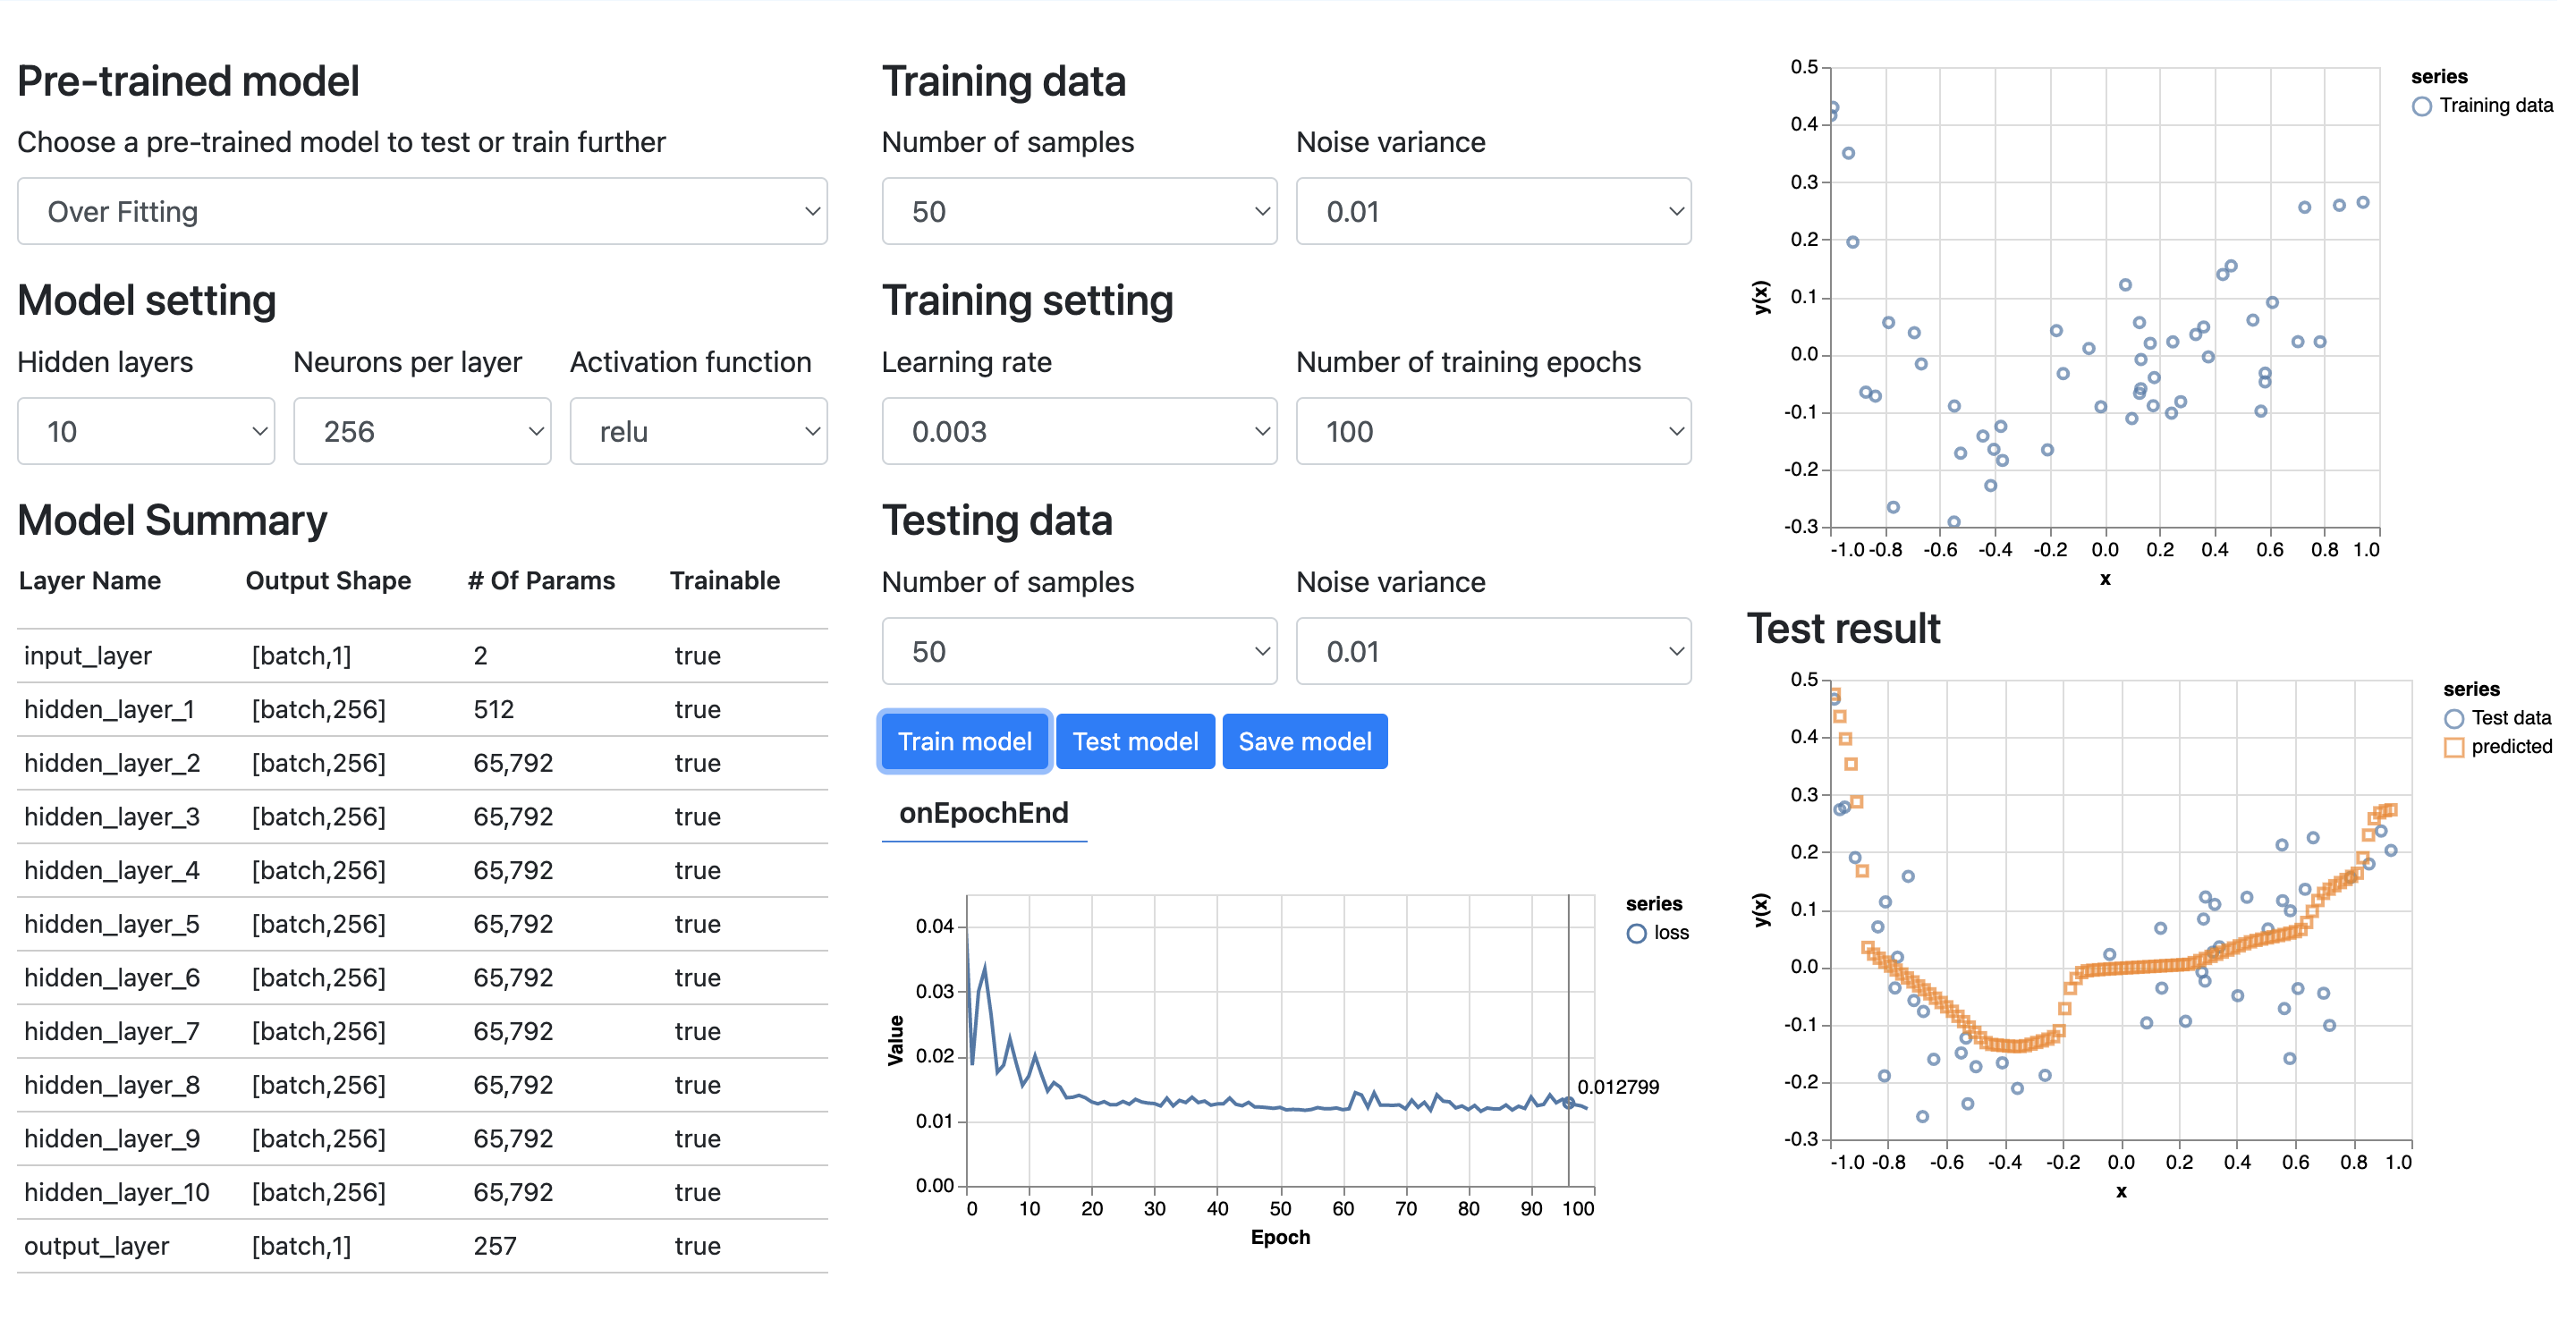 Pre-trained model
Choose a pre-trained model to test or train further
Over Fitting
Model setting
Hidden layers Neurons per layer Activation function
10 256 relu
Model Summary
Layer Name Output Shape # Of Params Trainable
input_layer [batch,1] 2 true
hidden_layer_1 [batch,256] 512 true
hidden_layer_2 [batch,256] 65,792 true
hidden_layer_3 [batch,256] 65,792 true
hidden_layer_4 [batch,256] 65,792 true
hidden_layer_5 [batch,256] 65,792 true
hidden_layer_6 [batch,256] 65,792 true
hidden_layer_7 [batch,256] 65,792 true
hidden_layer_8 [batch,256] 65,792 true
hidden_layer_9 [batch,256] 65,792 true
hidden_layer_10 [batch,256] 65,792 true
output_layer [batch,1] 257 true
Training data
Number of samples Noise variance
50 0.01
Training setting
Learning rate Number of training epochs
0.003 100
Testing data
Number of samples Noise variance
50 0.01
Train model Test model Save model
onEpochEnd
series
loss
0.04
0.03
0.02
0.01
0.00
Value
0.012799
0 10 20 30 40 50 60 70 80 90 100
Epoch
series
Training data
0.5
0.4
0.3
0.2
0.1
0.0
-0.1
-0.2
-0.3
y(x)
-1.0 -0.8 -0.6 -0.4 -0.2 0.0 0.2 0.4 0.6 0.8 1.0
x
Test result
series
Test data
predicted
0.5
0.4
0.3
0.2
0.1
0.0
-0.1
-0.2
-0.3
y(x)
-1.0 -0.8 -0.6 -0.4 -0.2 0.0 0.2 0.4 0.6 0.8 1.0
x